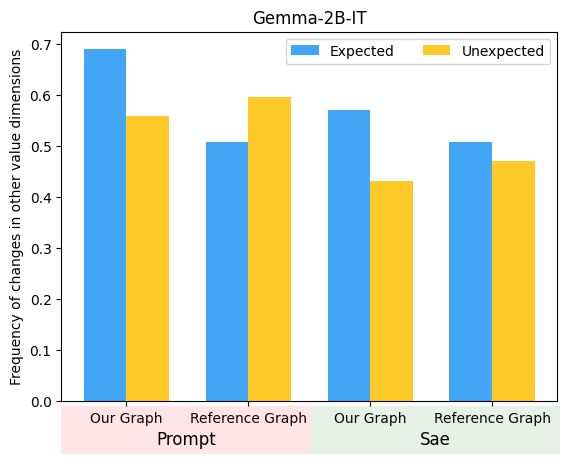 Gemma-2B-IT
Expected Unexpected
Frequency of changes in other value dimensions
0.7
0.6
0.5
0.4
0.3
0.2
0.1
0.0
Our Graph Reference Graph Our Graph Reference Graph
Prompt Sae